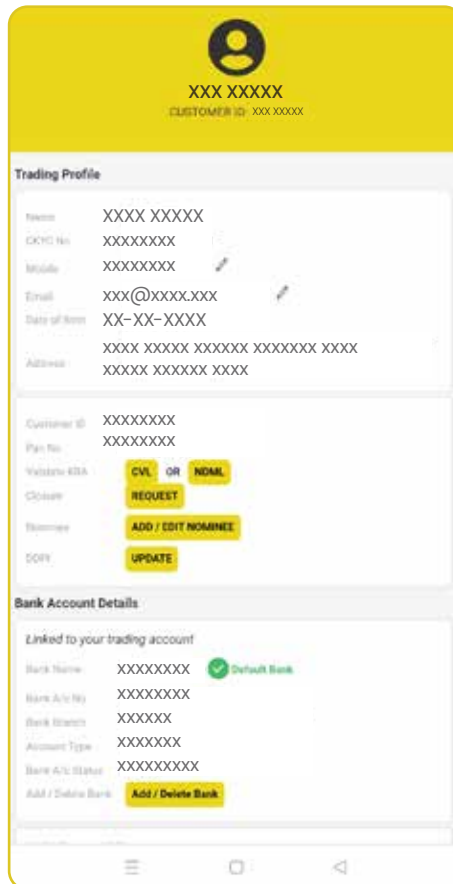 XXX XXXXX
CUSTOMER ID: XXX XXXXX
Trading Profile
Name XXXX XXXXX
CKYC No. XXXXXXXX
Mobile XXXXXXXX
Email xxx@xxxx.xxx
Date of Birth XX-XX-XXXX
Address XXXX XXXXX XXXXXX XXXXXXX XXXX
XXXXX XXXXXX XXXX
Customer ID XXXXXXXX
Pan No. XXXXXXXX
Validate KRA CVL OR NDML
Closure REQUEST
Nominee ADD / EDIT NOMINEE
DDPI UPDATE
Bank Account Details
Linked to your trading account
Bank Name XXXXXXXX Default Bank
Bank A/c No XXXXXXXX
Bank Branch XXXXXX
Account Type XXXXXXX
Bank A/c Status XXXXXXXXX
Add / Delete Bank Add / Delete Bank